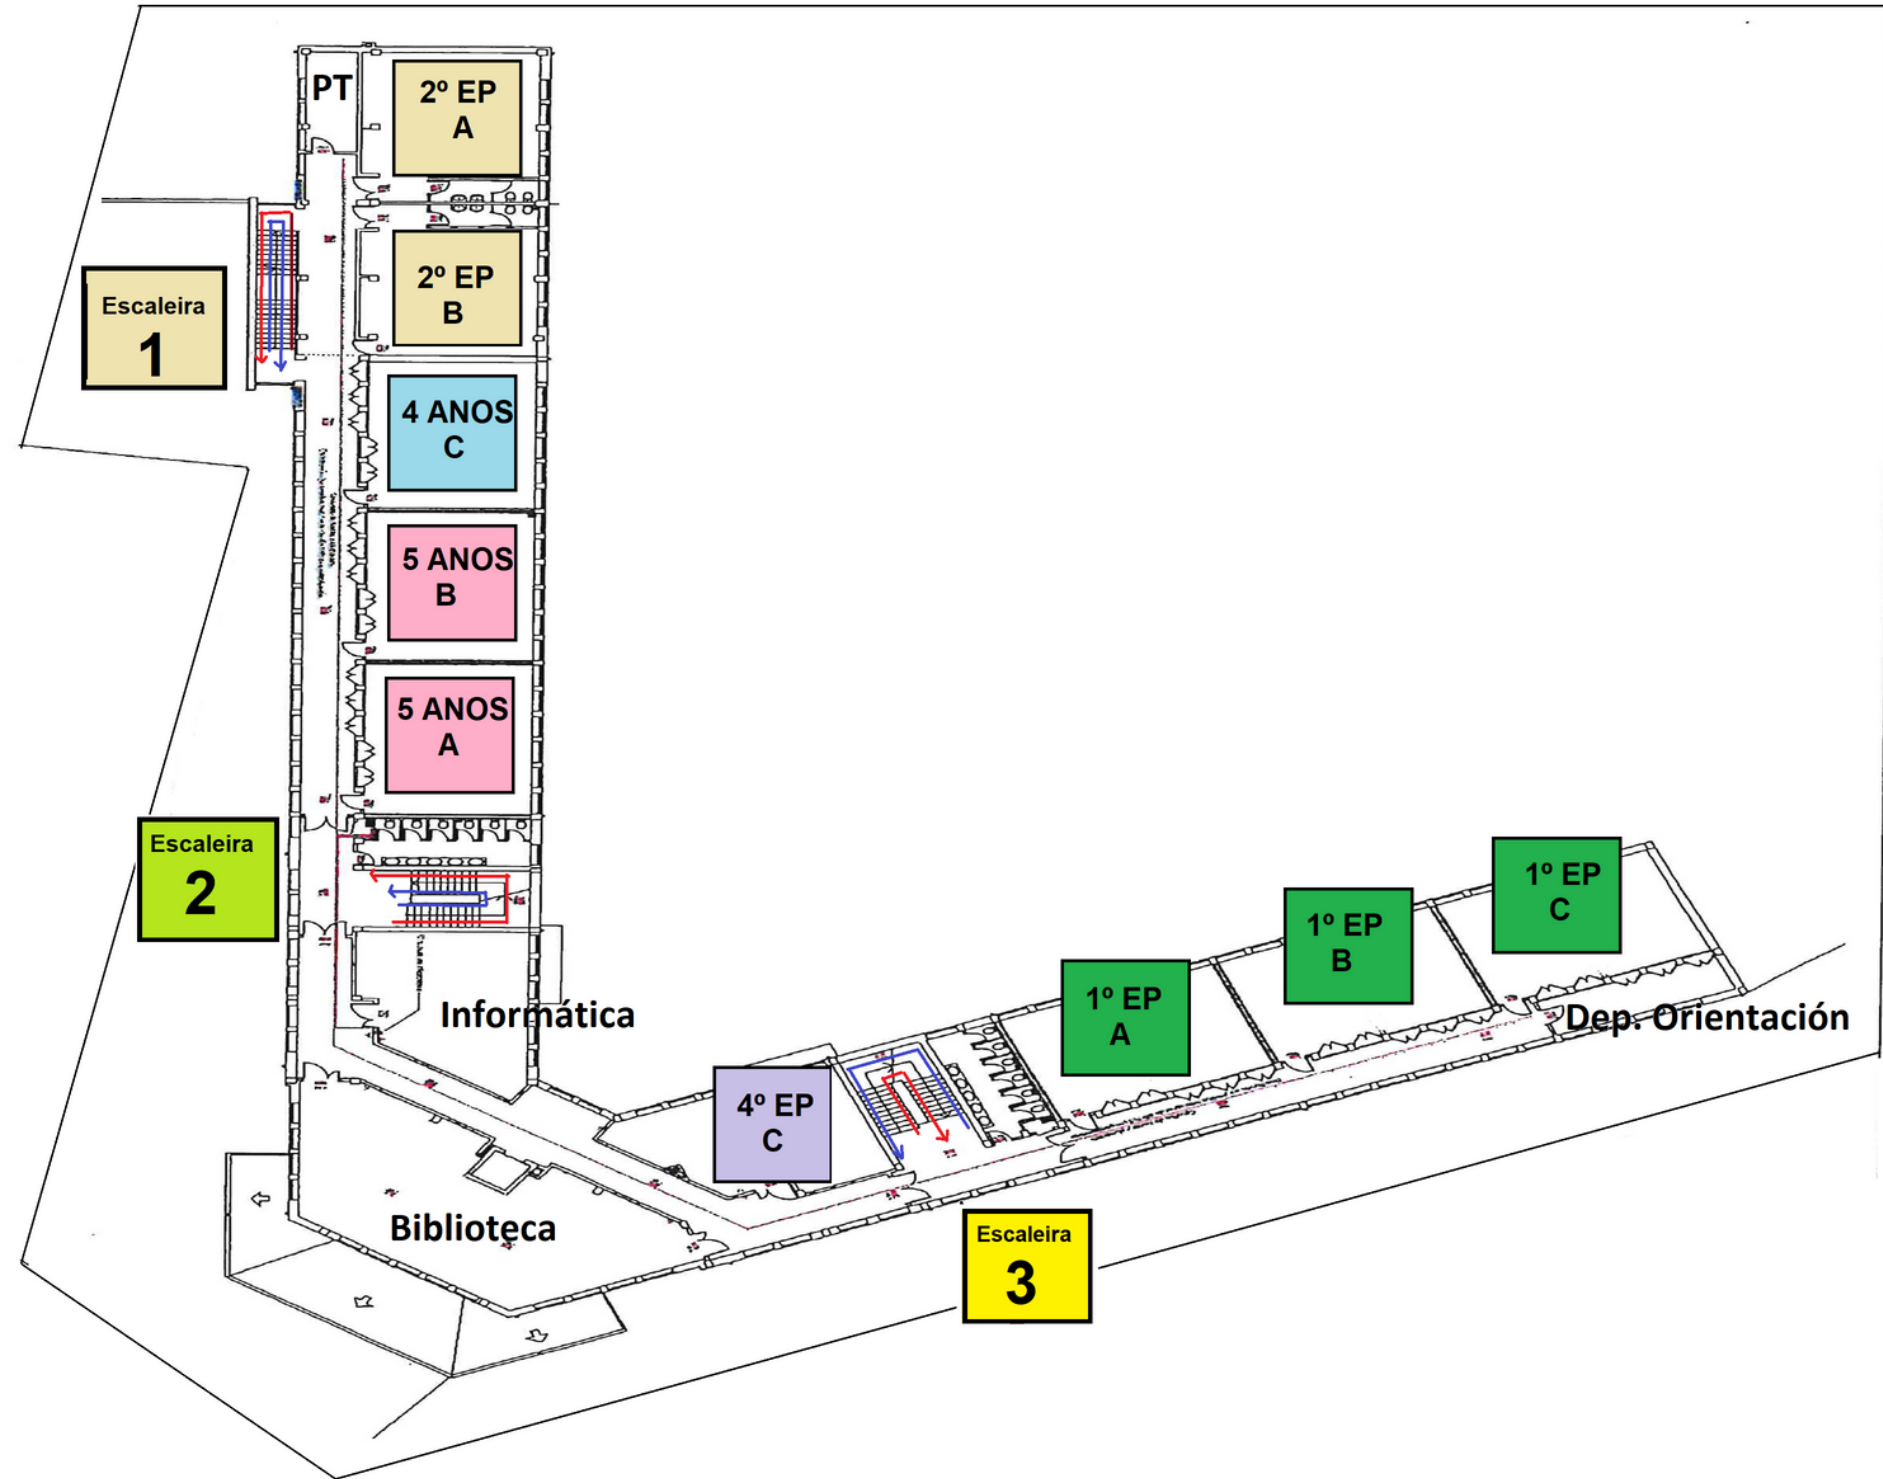 PT
2º EP
A
2º EP
B
Escaleira
1
4 ANOS
C
5 ANOS
B
5 ANOS
A
Escaleira
2
Informática
Biblioteca
4º EP
C
Escaleira
3
1º EP
A
1º EP
B
1º EP
C
Dep. Orientación